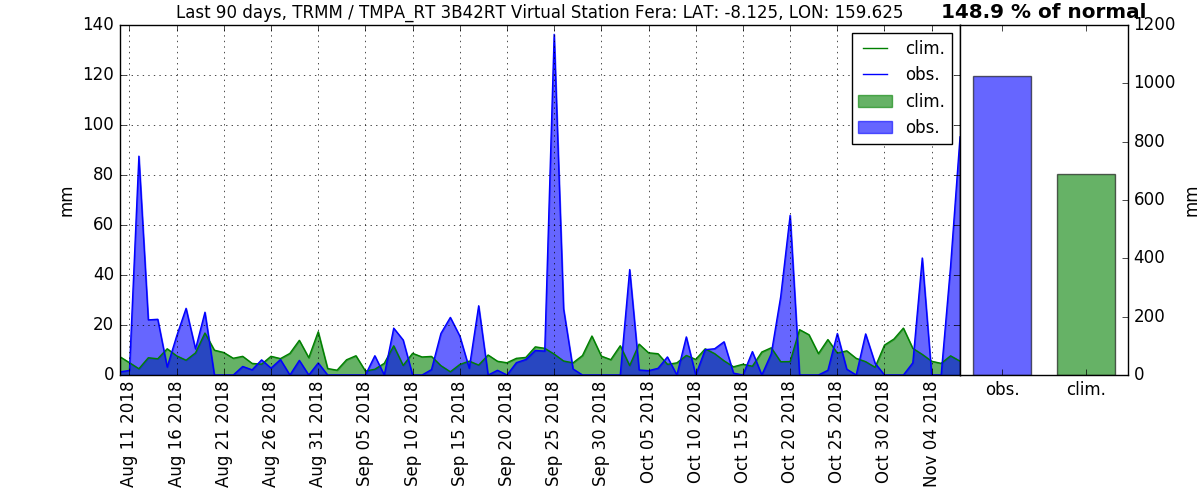 Last 90 days, TRMM / TMPA_RT 3B42RT Virtual Station Fera: LAT: -8.125, LON: 159.625
148.9 % of normal
140
120
100
80
60
40
20
0
mm
clim.
obs.
clim.
obs.
Aug 11 2018
Aug 16 2018
Aug 21 2018
Aug 26 2018
Aug 31 2018
Sep 05 2018
Sep 10 2018
Sep 15 2018
Sep 20 2018
Sep 25 2018
Sep 30 2018
Oct 05 2018
Oct 10 2018
Oct 15 2018
Oct 20 2018
Oct 25 2018
Oct 30 2018
Nov 04 2018
1200
1000
800
600
400
200
0
mm
obs.
clim.